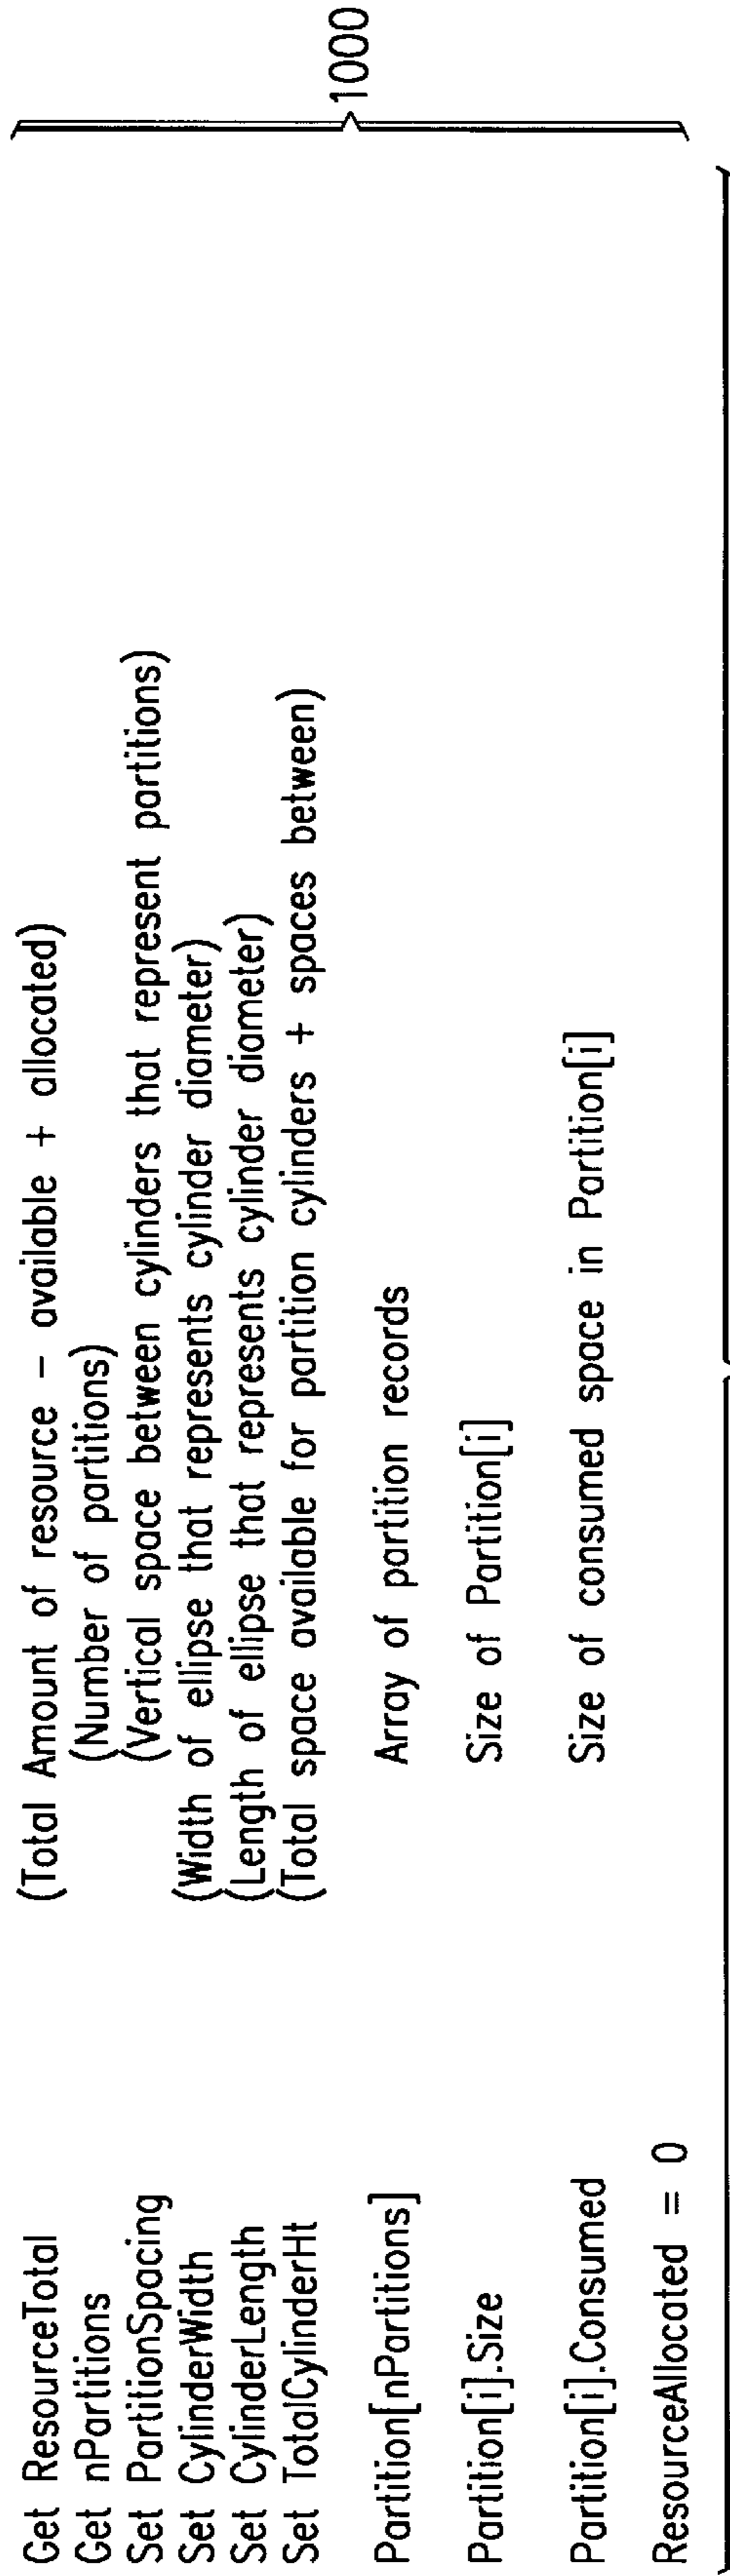 Get ResourceTotal (Total Amount of resource - available + allocated)
Get nPartitions (Number of partitions)
Set PartitionSpacing (Vertical space between cylinders that represent partitions)
Set CylinderWidth (Width of ellipse that represents cylinder diameter)
Set CylinderLength (Length of ellipse that represents cylinder diameter)
Set TotalCylinderHt (Total space available for partition cylinders + spaces between)
Partition[nPartitions] Array of partition records
Partition[i].Size Size of Partition[i]
Partition[i].Consumed Size of consumed space in Partition[i]
ResourceAllocated = 0
1000